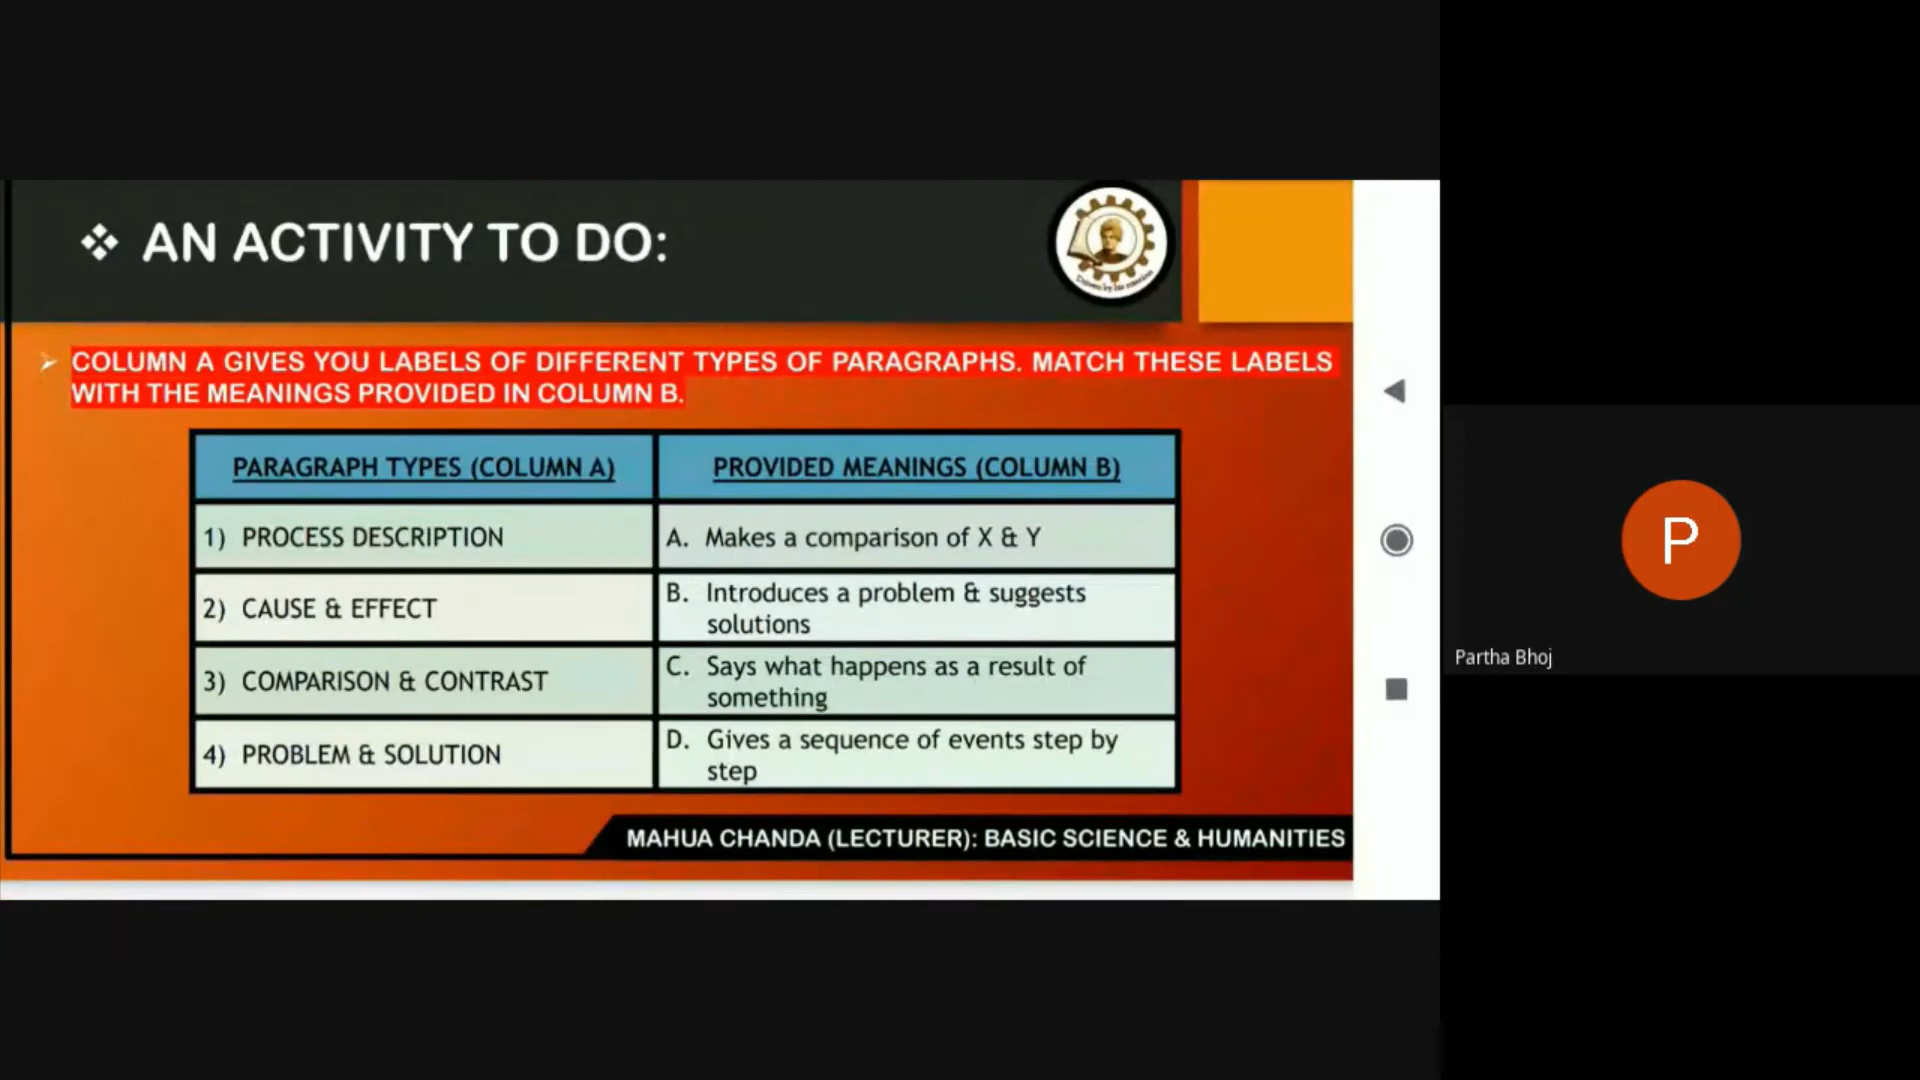 ❖ AN ACTIVITY TO DO:
➢ COLUMN A GIVES YOU LABELS OF DIFFERENT TYPES OF PARAGRAPHS. MATCH THESE LABELS
WITH THE MEANINGS PROVIDED IN COLUMN B.
PARAGRAPH TYPES (COLUMN A) PROVIDED MEANINGS (COLUMN B)
1) PROCESS DESCRIPTION A. Makes a comparison of X & Y
2) CAUSE & EFFECT B. Introduces a problem & suggests
solutions
3) COMPARISON & CONTRAST C. Says what happens as a result of
something
4) PROBLEM & SOLUTION D. Gives a sequence of events step by
step
MAHUA CHANDA (LECTURER): BASIC SCIENCE & HUMANITIES
P
Partha Bhoj